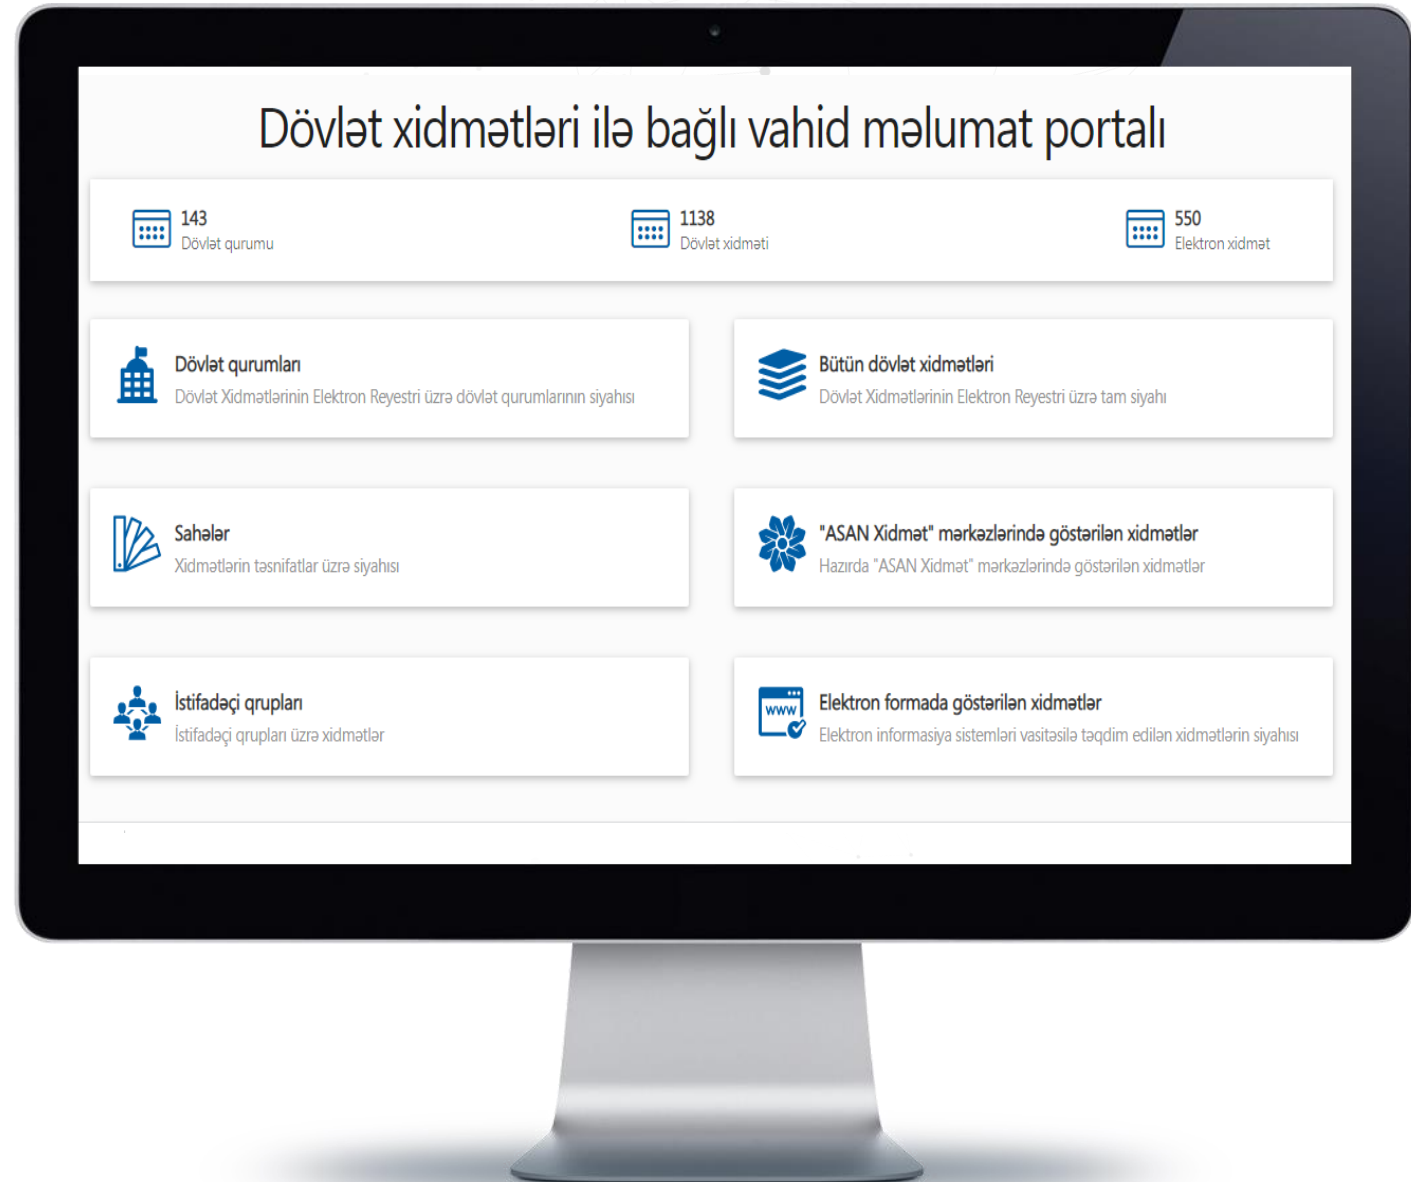 Dövlət xidmətləri ilə bağlı vahid məlumat portalı
143
Dövlət qurumu
1138
Dövlət xidməti
550
Elektron xidmət
Dövlət qurumları
Dövlət Xidmətlərinin Elektron Reyestri üzrə dövlət qurumlarının siyahısı
Bütün dövlət xidmətləri
Dövlət Xidmətlərinin Elektron Reyestri üzrə tam siyahı
Sahələr
Xidmətlərin təsnifatlar üzrə siyahısı
"ASAN Xidmət" mərkəzlərində göstərilən xidmətlər
Hazırda "ASAN Xidmət" mərkəzlərində göstərilən xidmətlər
İstifadəçi qrupları
İstifadəçi qrupları üzrə xidmətlər
www
Elektron formada göstərilən xidmətlər
Elektron informasiya sistemləri vasitəsilə təqdim edilən xidmətlərin siyahısı